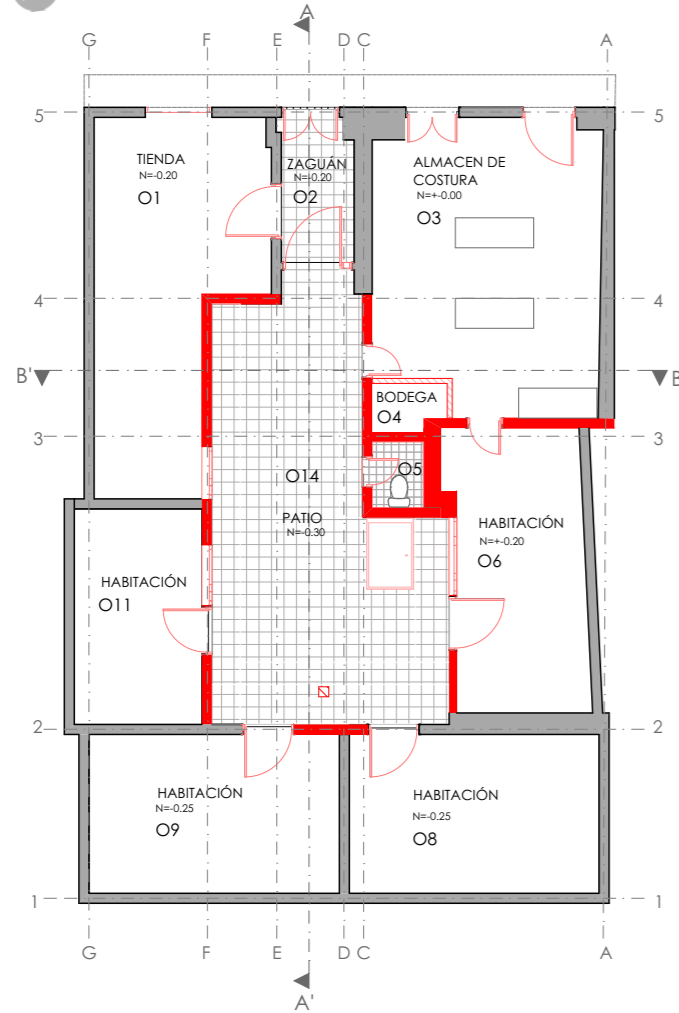 A
G F E D C A
5 5
TIENDA
N=-0.20
O1
ZAGUÁN
N=-0.20
O2
ALMACEN DE
COSTURA
N=+-0.00
O3
4 4
B' B
BODEGA
O4
3 3
O5
O14
PATIO
N=-0.30
HABITACIÓN
N=+-0.20
O6
HABITACIÓN
O11
2 2
HABITACIÓN
N=-0.25
O9
HABITACIÓN
N=-0.25
O8
1 1
G F E D C A
A'